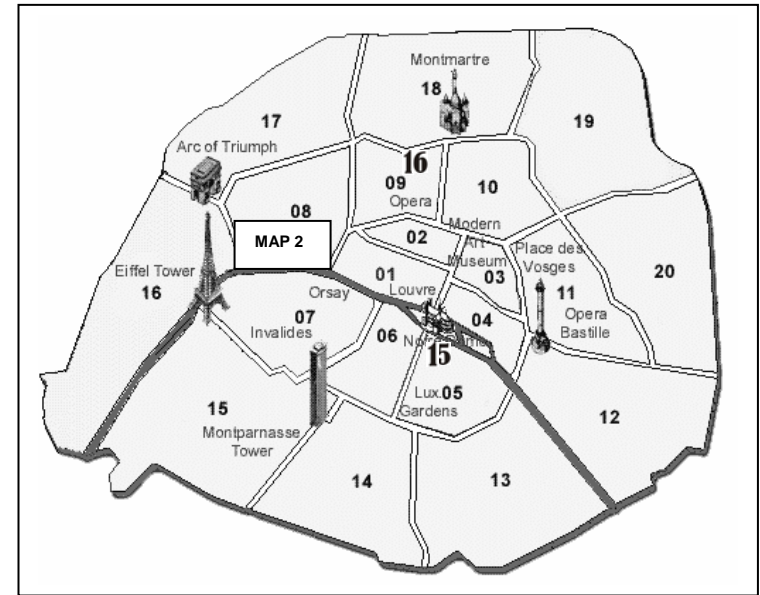 Montmartre
18
17
19
Arc of Triumph
16
09
10
Opera
08
02
Modern
Art
Museum
MAP 2
Place des
Vosges
03
20
Eiffel Tower
16
01
Louvre
Orsay
11
Opera
Bastille
07
Invalides
06
04
15
Lux.
05
Gardens
15
12
Montparnasse
Tower
14
13